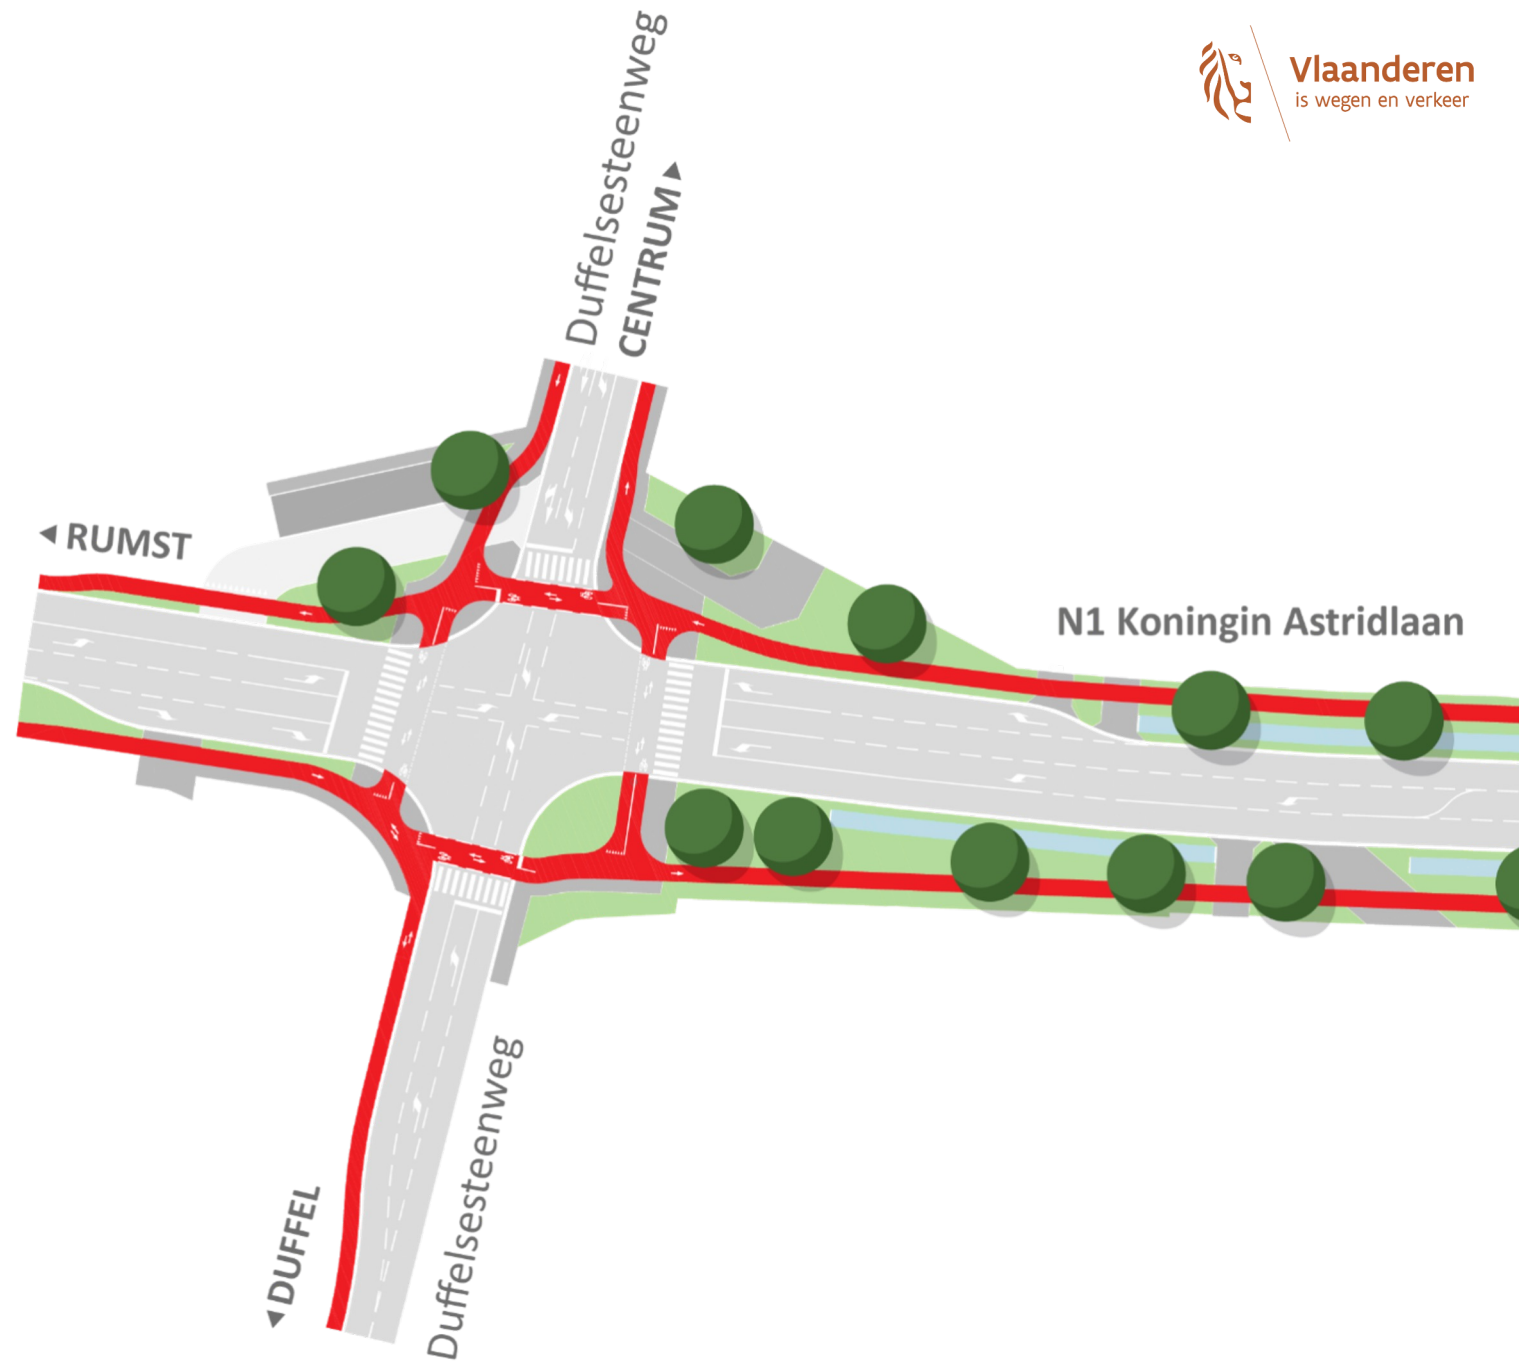 Vlaanderen
is wegen en verkeer
Duffelsesteenweg
CENTRUM
RUMST
N1 Koningin Astridlaan
DUFFEL
Duffelsesteenweg